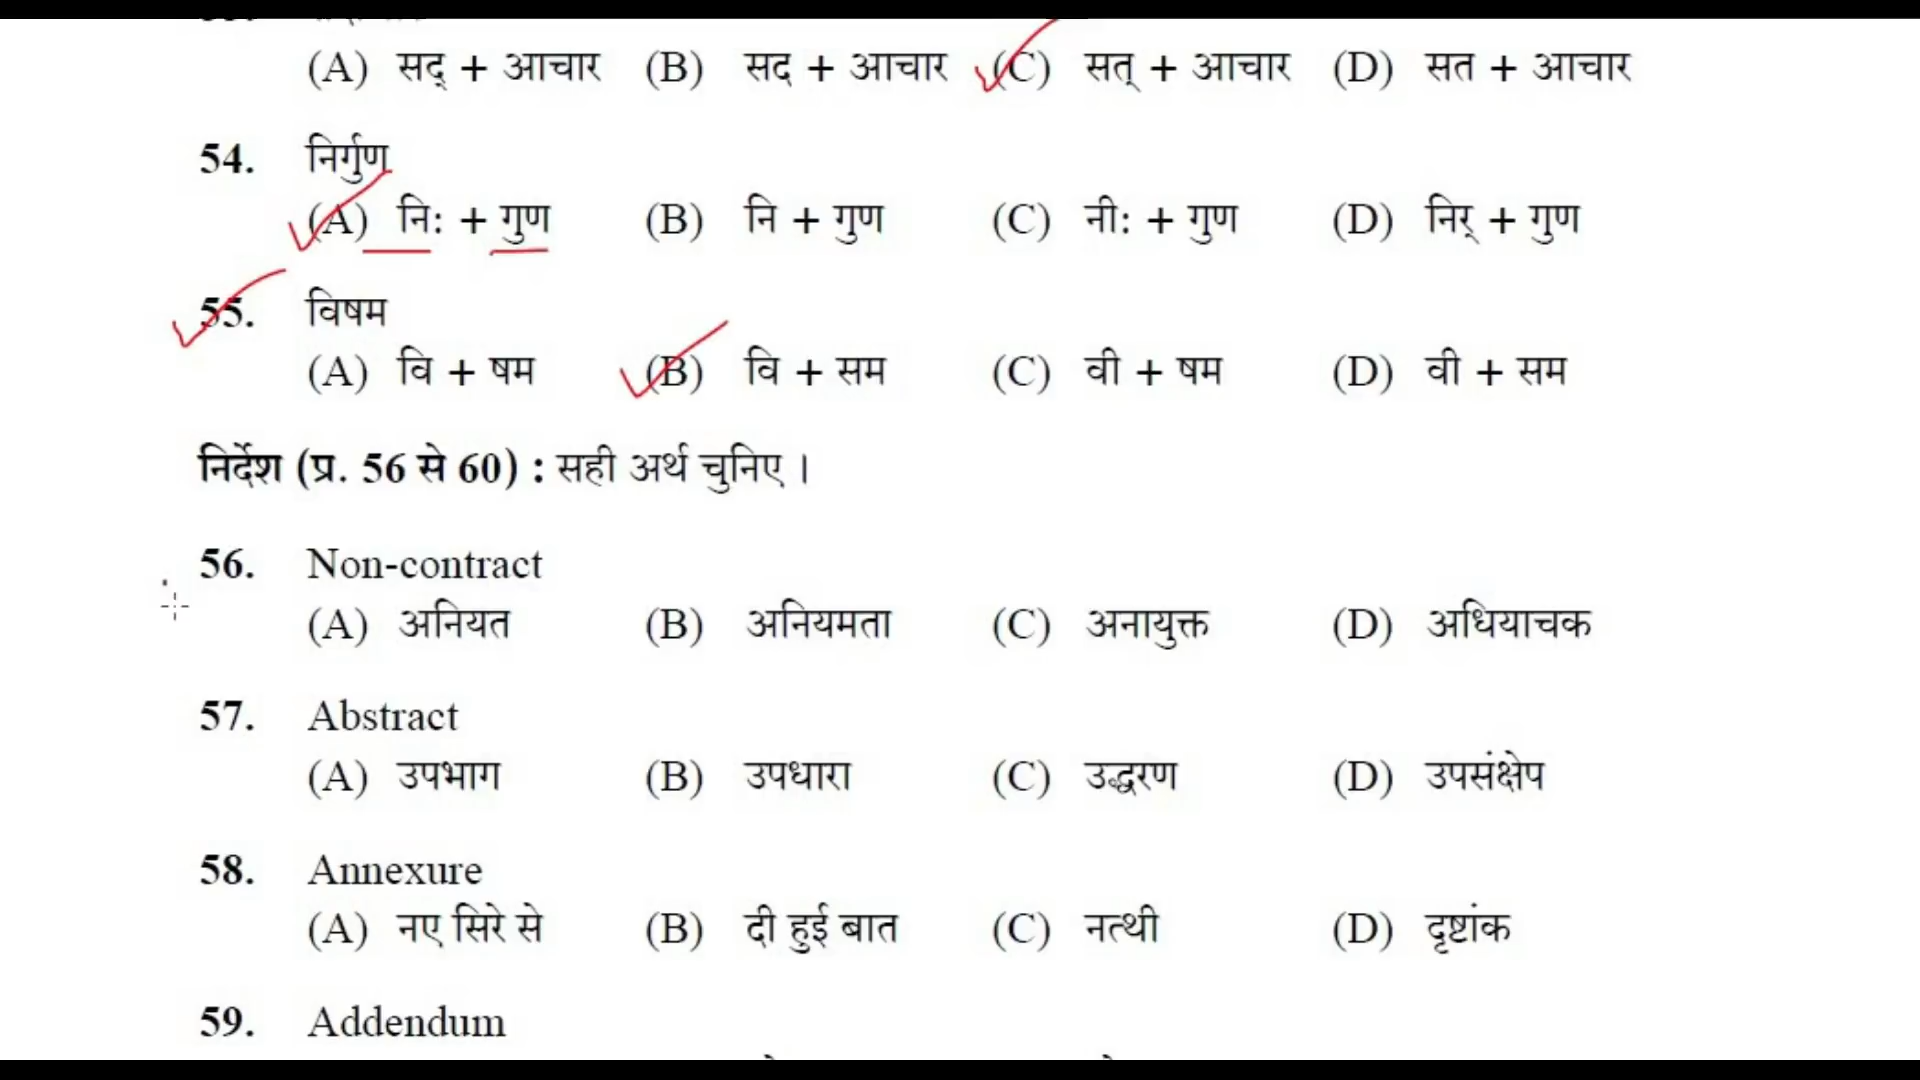 (A) सद् + आचार (B) सद + आचार (C) सत् + आचार (D) सत + आचार
54. निर्गुण
(A) निः + गुण (B) नि + गुण (C) नीः + गुण (D) निर् + गुण
55. विषम
(A) वि + षम (B) वि + सम (C) वी + षम (D) वी + सम
निर्देश (प्र. 56 से 60) : सही अर्थ चुनिए ।
56. Non-contract
(A) अनियत (B) अनियमता (C) अनायुक्त (D) अधियाचक
57. Abstract
(A) उपभाग (B) उपधारा (C) उद्धरण (D) उपसंक्षेप
58. Annexure
(A) नए सिरे से (B) दी हुई बात (C) नत्थी (D) दृष्टांक
59. Addendum